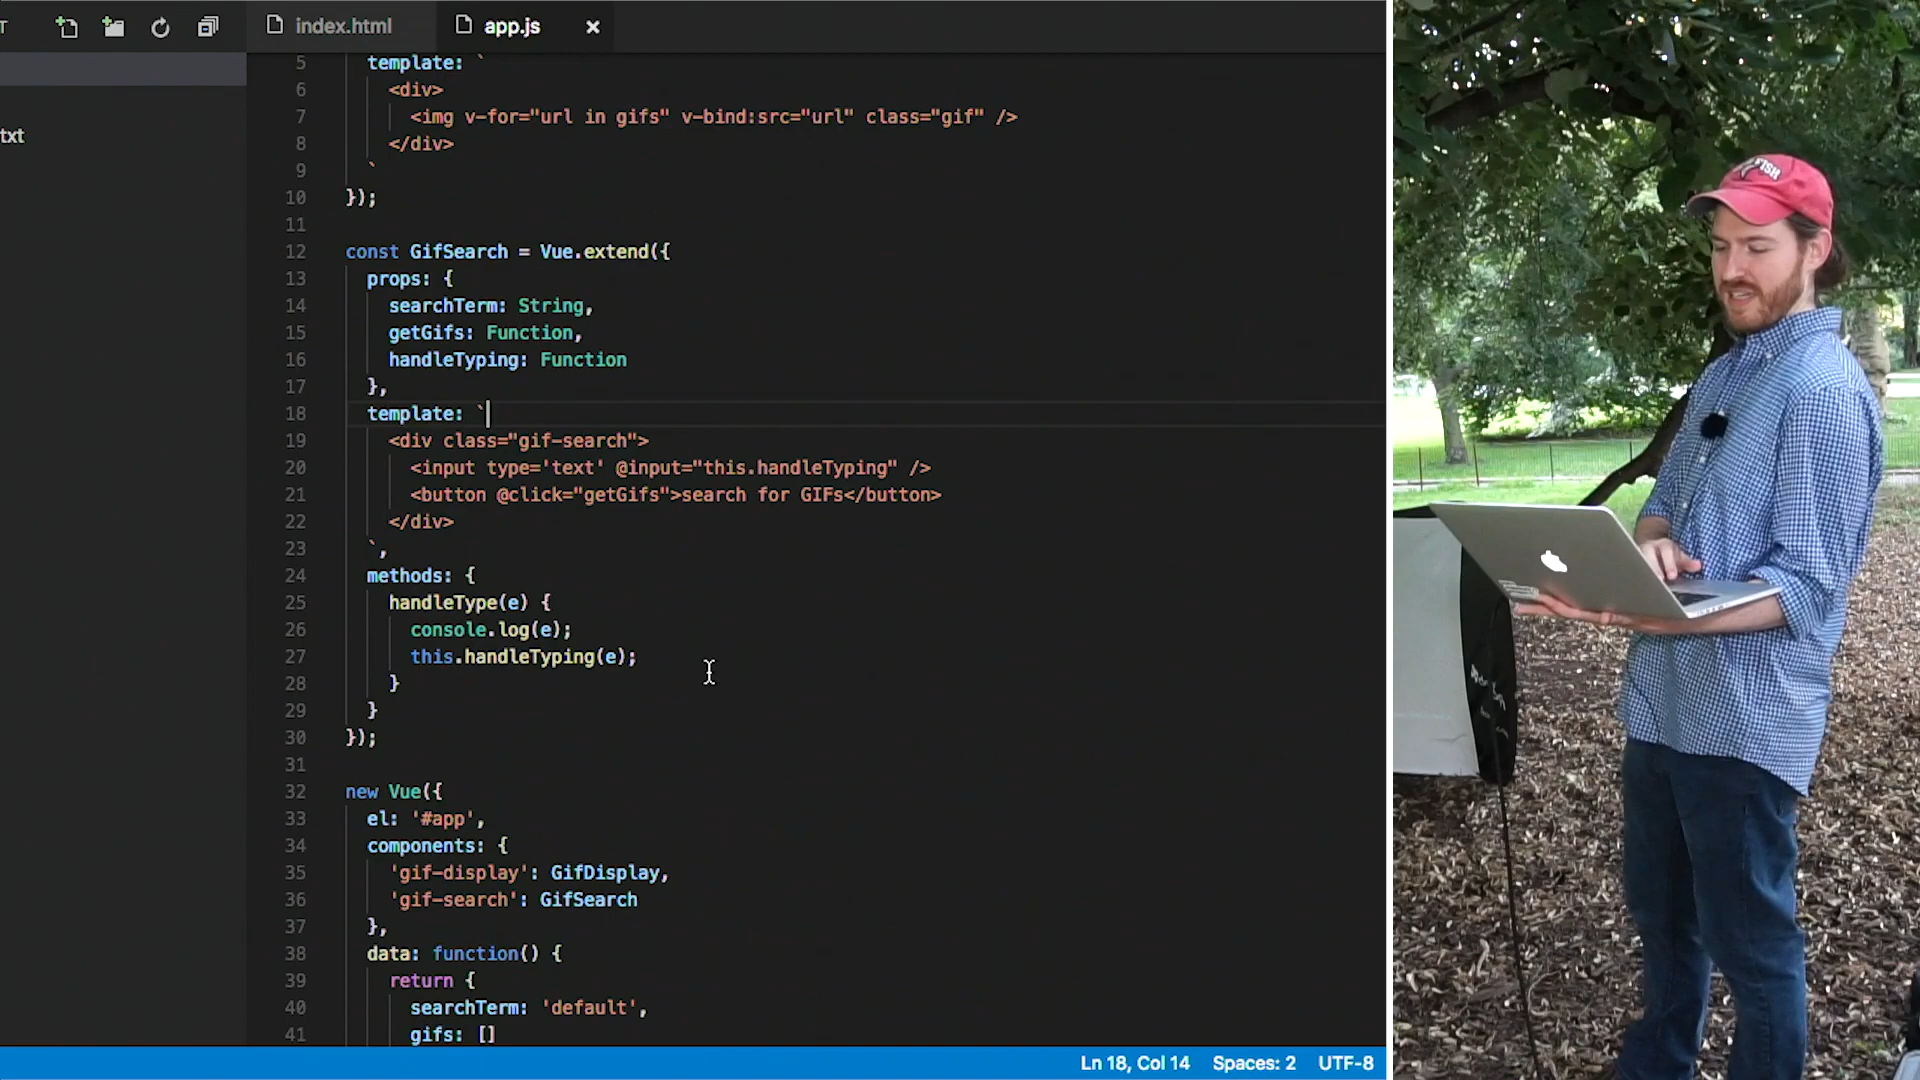 T
index.html
app.js
txt
5 template: `
6 <div>
7 <img v-for="url in gifs" v-bind:src="url" class="gif" />
8 </div>
9 `
10 });
11
12 const GifSearch = Vue.extend({
13 props: {
14 searchTerm: String,
15 getGifs: Function,
16 handleTyping: Function
17 },
18 template: `
19 <div class="gif-search">
20 <input type='text' @input="this.handleTyping" />
21 <button @click="getGifs">search for GIFs</button>
22 </div>
23 `,
24 methods: {
25 handleType(e) {
26 console.log(e);
27 this.handleTyping(e);
28 }
29 }
30 });
31
32 new Vue({
33 el: '#app',
34 components: {
35 'gif-display': GifDisplay,
36 'gif-search': GifSearch
37 },
38 data: function() {
39 return {
40 searchTerm: 'default',
41 gifs: []
Ln 18, Col 14 Spaces: 2 UTF-8